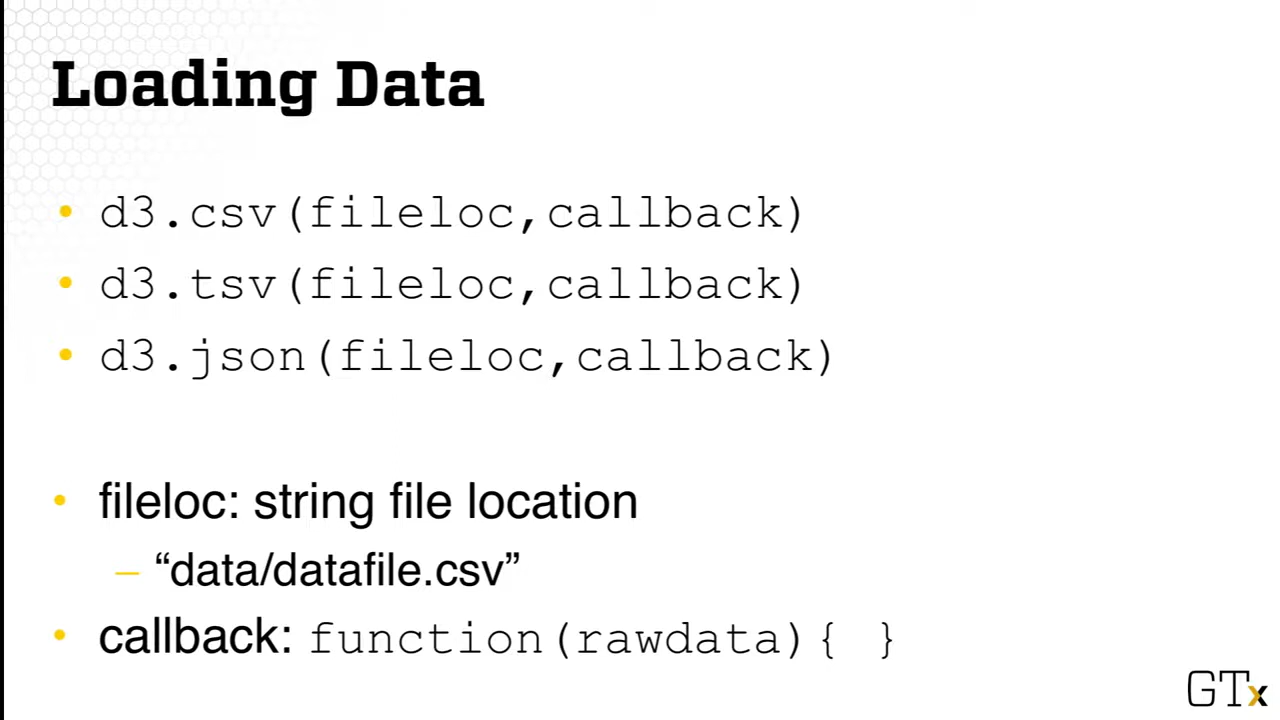 Loading Data
• d3.csv(fileloc,callback)
• d3.tsv(fileloc,callback)
• d3.json(fileloc,callback)
• fileloc: string file location
– “data/datafile.csv”
• callback: function(rawdata){ }
GTx